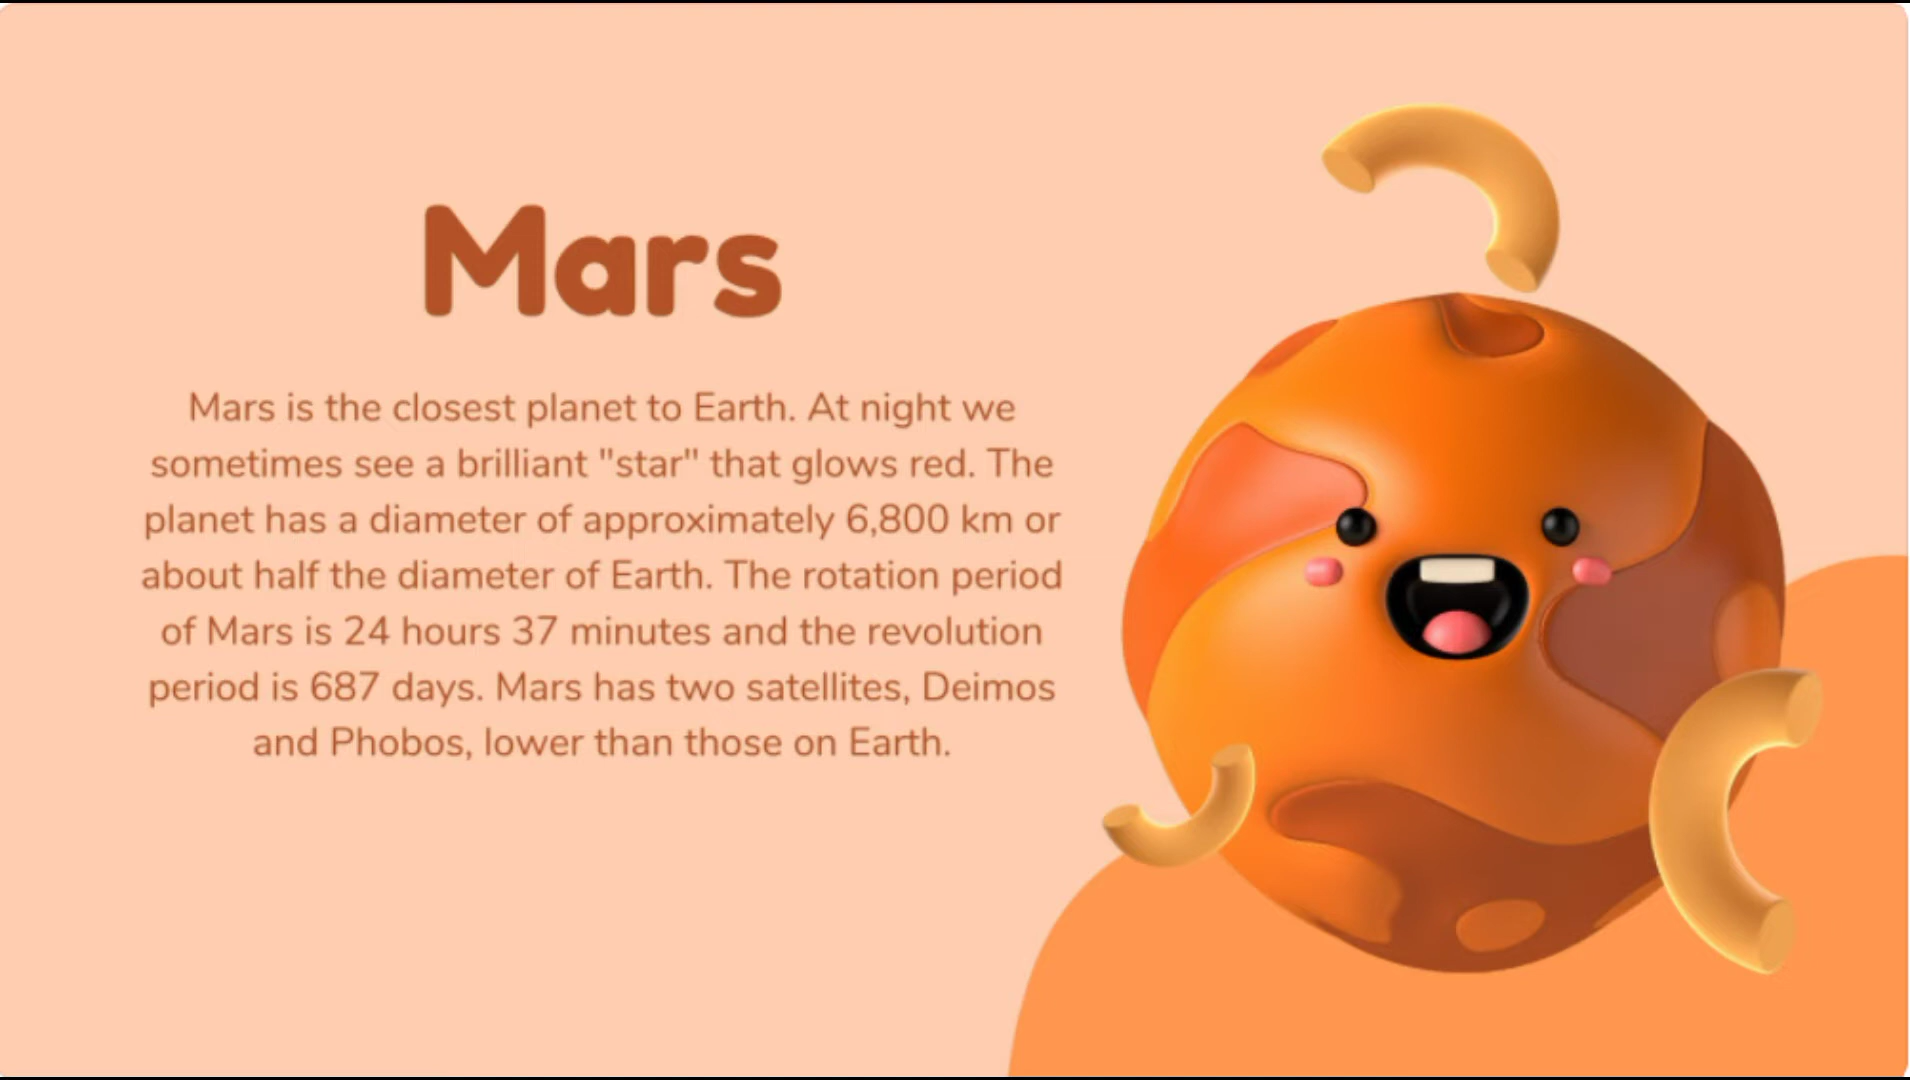 Mars
Mars is the closest planet to Earth. At night we
sometimes see a brilliant "star" that glows red. The
planet has a diameter of approximately 6,800 km or
about half the diameter of Earth. The rotation period
of Mars is 24 hours 37 minutes and the revolution
period is 687 days. Mars has two satellites, Deimos
and Phobos, lower than those on Earth.